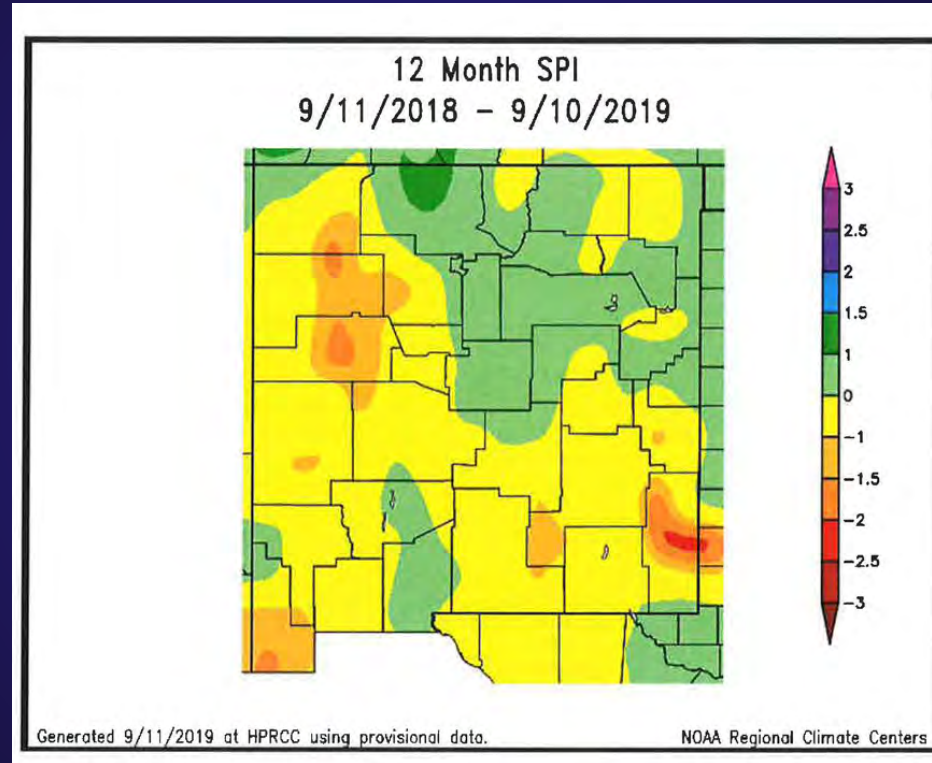 12 Month SPI
9/11/2018 – 9/10/2019
3
2.5
2
1.5
1
0
-1
-1.5
-2
-2.5
-3
Generated 9/11/2019 at HPRCC using provisional data.
NOAA Regional Climate Centers